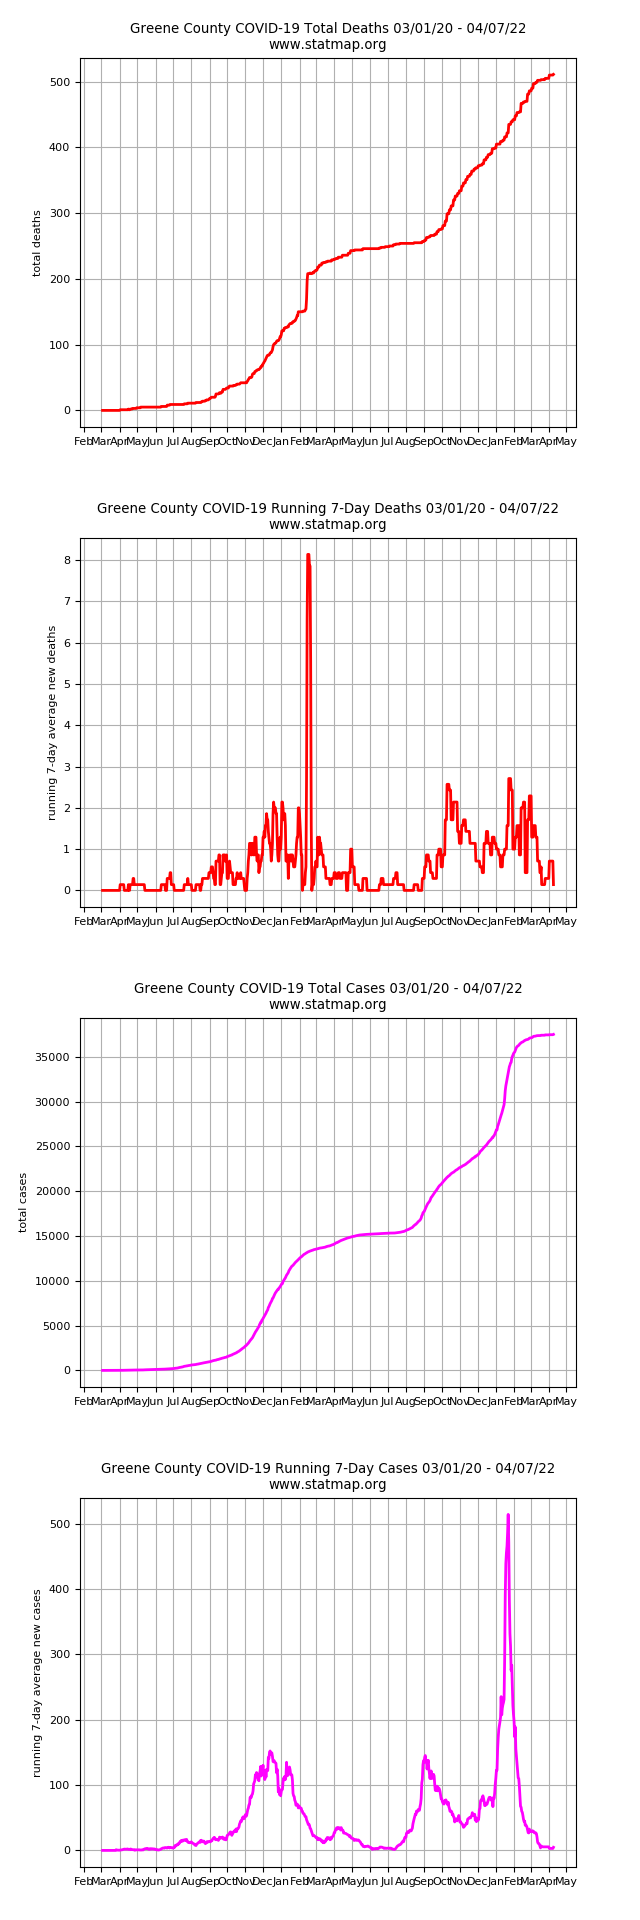 Greene County COVID-19 Total Deaths 03/01/20 - 04/07/22
www.statmap.org
500
400
300
200
100
0
total deaths
Feb Mar Apr May Jun Jul Aug Sep Oct Nov Dec Jan Feb Mar Apr May Jun Jul Aug Sep Oct Nov Dec Jan Feb Mar Apr May
Greene County COVID-19 Running 7-Day Deaths 03/01/20 - 04/07/22
www.statmap.org
8
7
6
5
4
3
2
1
0
running 7-day average new deaths
Feb Mar Apr May Jun Jul Aug Sep Oct Nov Dec Jan Feb Mar Apr May Jun Jul Aug Sep Oct Nov Dec Jan Feb Mar Apr May
Greene County COVID-19 Total Cases 03/01/20 - 04/07/22
www.statmap.org
35000
30000
25000
20000
15000
10000
5000
0
total cases
Feb Mar Apr May Jun Jul Aug Sep Oct Nov Dec Jan Feb Mar Apr May Jun Jul Aug Sep Oct Nov Dec Jan Feb Mar Apr May
Greene County COVID-19 Running 7-Day Cases 03/01/20 - 04/07/22
www.statmap.org
500
400
300
200
100
0
running 7-day average new cases
Feb Mar Apr May Jun Jul Aug Sep Oct Nov Dec Jan Feb Mar Apr May Jun Jul Aug Sep Oct Nov Dec Jan Feb Mar Apr May